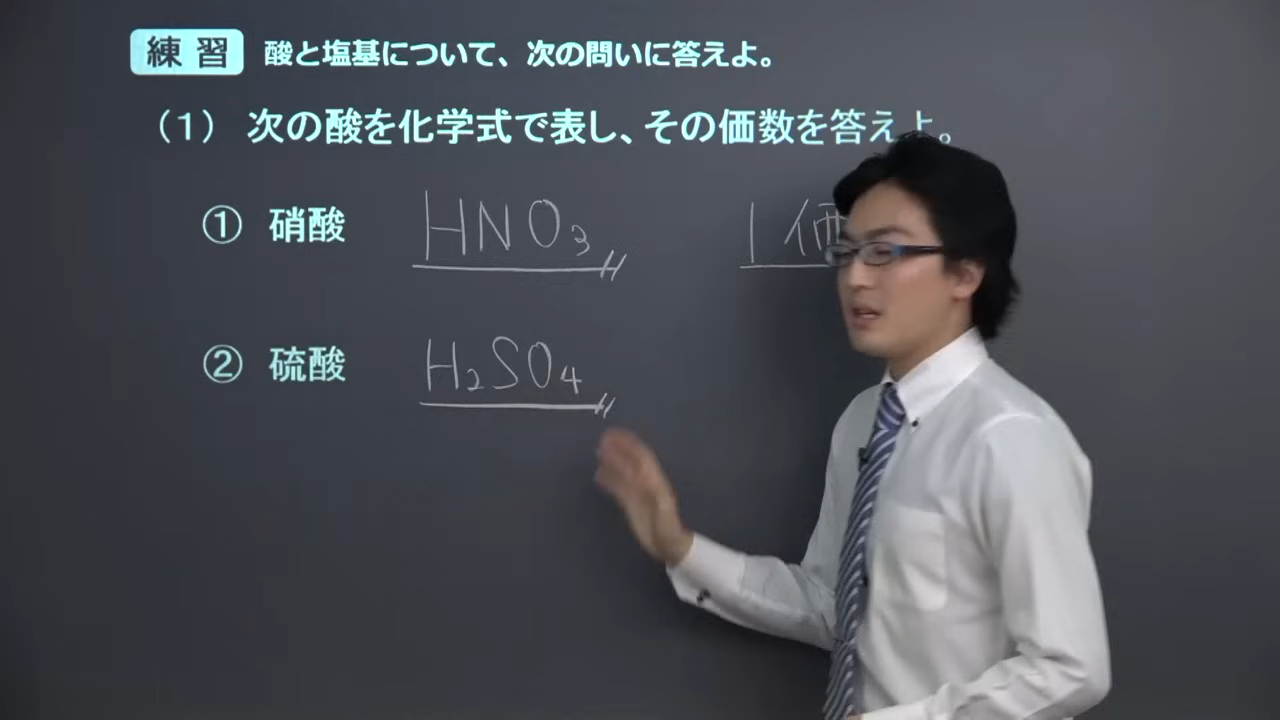 練習 酸と塩基について、次の問いに答えよ。
(1) 次の酸を化学式で表し、その価数を答えよ。
① 硝酸 HNO₃ 1価
② 硫酸 H₂SO₄